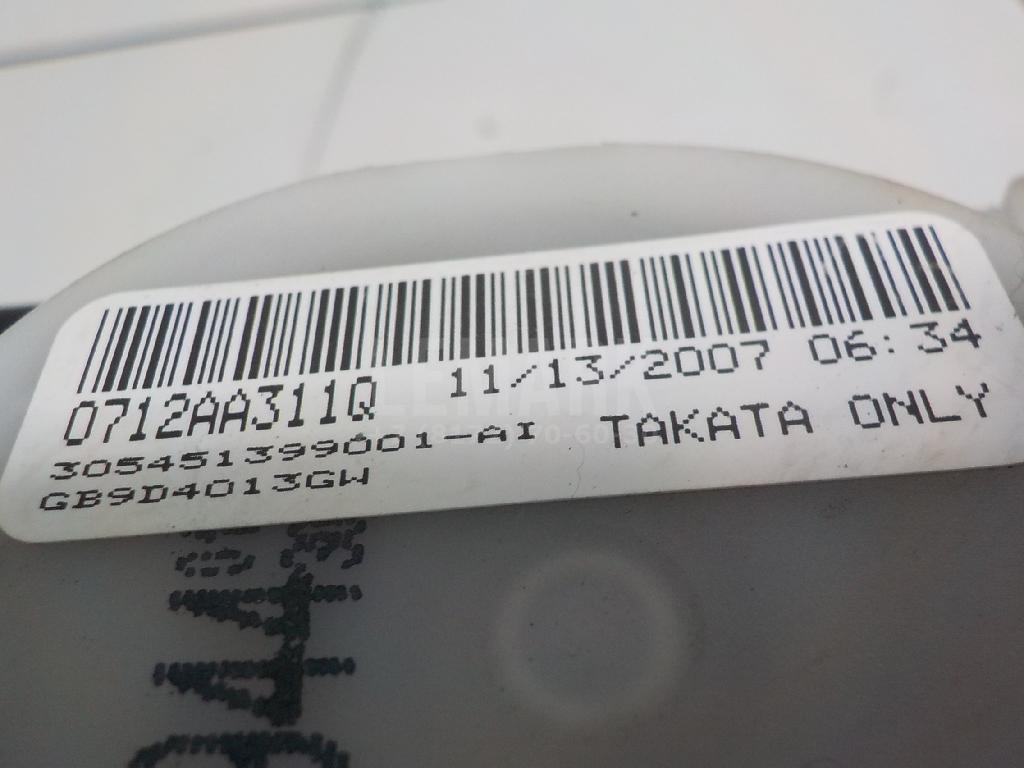 0712AA311Q 11/13/2007 06:34
305451399001-AI TAKATA ONLY
GB9D4013GW